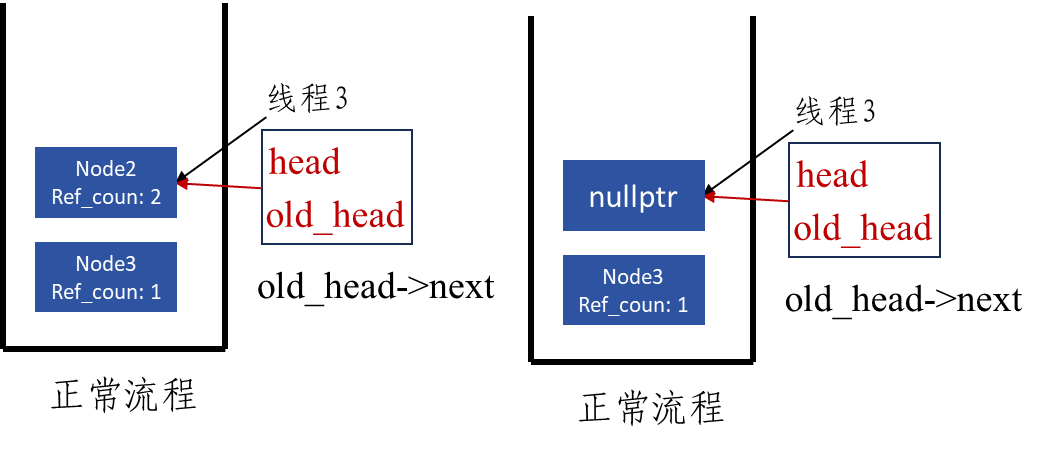 线程3
Node2
Ref_coun: 2
head
old_head
Node3
Ref_coun: 1
old_head->next
正常流程
线程3
nullptr
head
old_head
Node3
Ref_coun: 1
old_head->next
正常流程